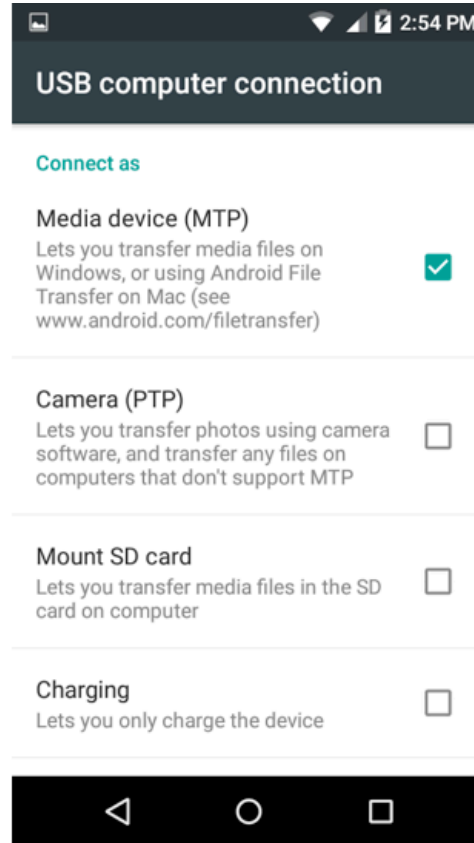 2:54 PM
USB computer connection
Connect as
Media device (MTP)
Lets you transfer media files on
Windows, or using Android File
Transfer on Mac (see
www.android.com/filetransfer)
Camera (PTP)
Lets you transfer photos using camera
software, and transfer any files on
computers that don't support MTP
Mount SD card
Lets you transfer media files in the SD
card on computer
Charging
Lets you only charge the device